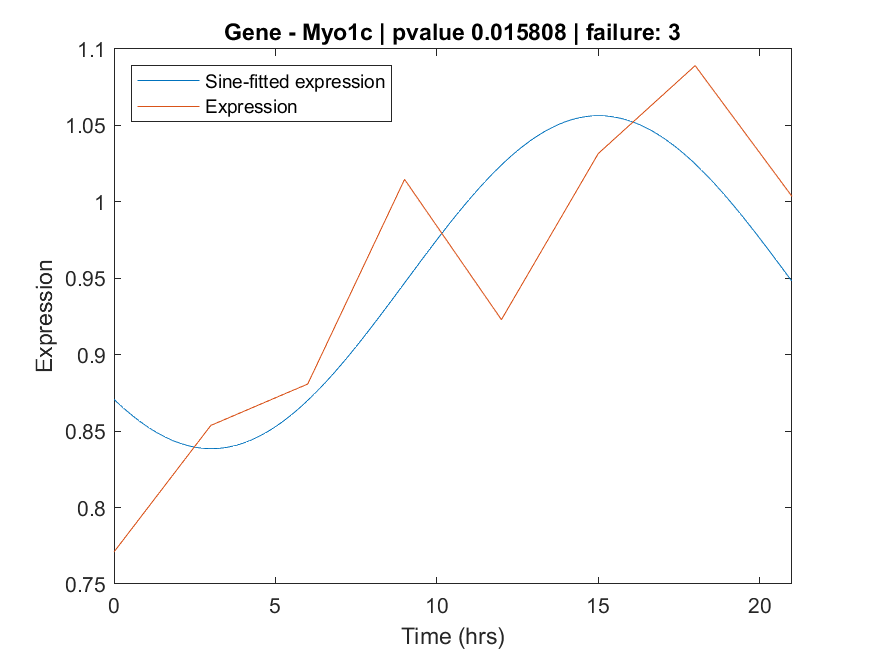 Gene - Myo1c | pvalue 0.015808 | failure: 3
1.1
Sine-fitted expression
Expression
1.05
1
0.95
0.9
0.85
0.8
0.75
Expression
0 5 10 15 20
Time (hrs)